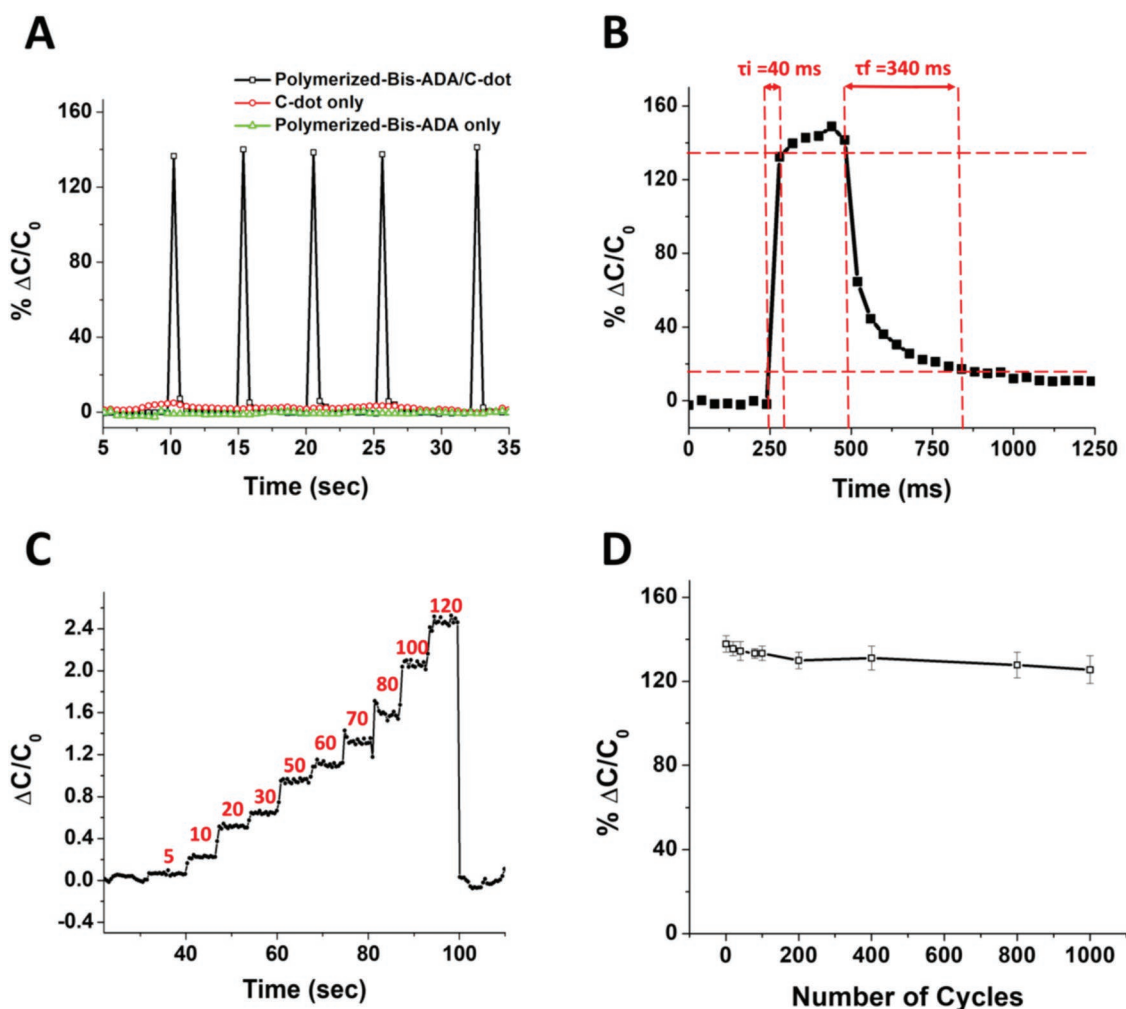 A
Polymerized-Bis-ADA/C-dot
C-dot only
Polymerized-Bis-ADA only
160
120
80
40
0
% ΔC/C0
5 10 15 20 25 30 35
Time (sec)
B
τi =40 ms τf =340 ms
160
120
80
40
0
% ΔC/C0
0 250 500 750 1000 1250
Time (ms)
C
2.4
2.0
1.6
1.2
0.8
0.4
0.0
-0.4
ΔC/C0
5
10
20
30
50
60
70
80
100
120
40 60 80 100
Time (sec)
D
160
120
80
40
0
% ΔC/C0
0 200 400 600 800 1000
Number of Cycles